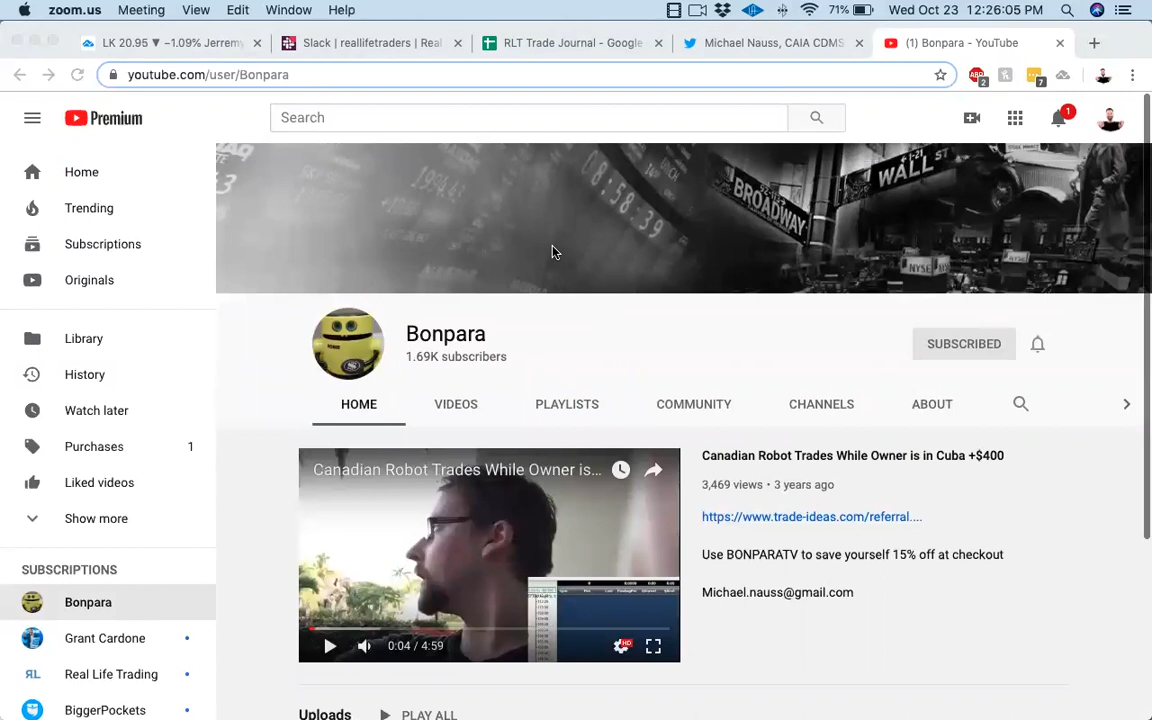 zoom.us Meeting View Edit Window Help 71% Wed Oct 23 12:26:05 PM
LK 20.95 ▼ −1.09% Jerremy
Slack | reallifetraders | Real
RLT Trade Journal - Google
Michael Nauss, CAIA CDMS
(1) Bonpara - YouTube
youtube.com/user/Bonpara
2
7
Premium
Search
1
Home
Trending
Subscriptions
Originals
Library
History
Watch later
Purchases 1
Liked videos
Show more
SUBSCRIPTIONS
Bonpara
Grant Cardone
RL Real Life Trading
BiggerPockets
BROADWAY
WALL ST
NYSE
Bonpara
1.69K subscribers
SUBSCRIBED
HOME VIDEOS PLAYLISTS COMMUNITY CHANNELS ABOUT
Canadian Robot Trades While Owner is...
0:04 / 4:59
HD
Canadian Robot Trades While Owner is in Cuba +$400
3,469 views • 3 years ago
https://www.trade-ideas.com/referral....
Use BONPARATV to save yourself 15% off at checkout
Michael.nauss@gmail.com
Uploads PLAY ALL